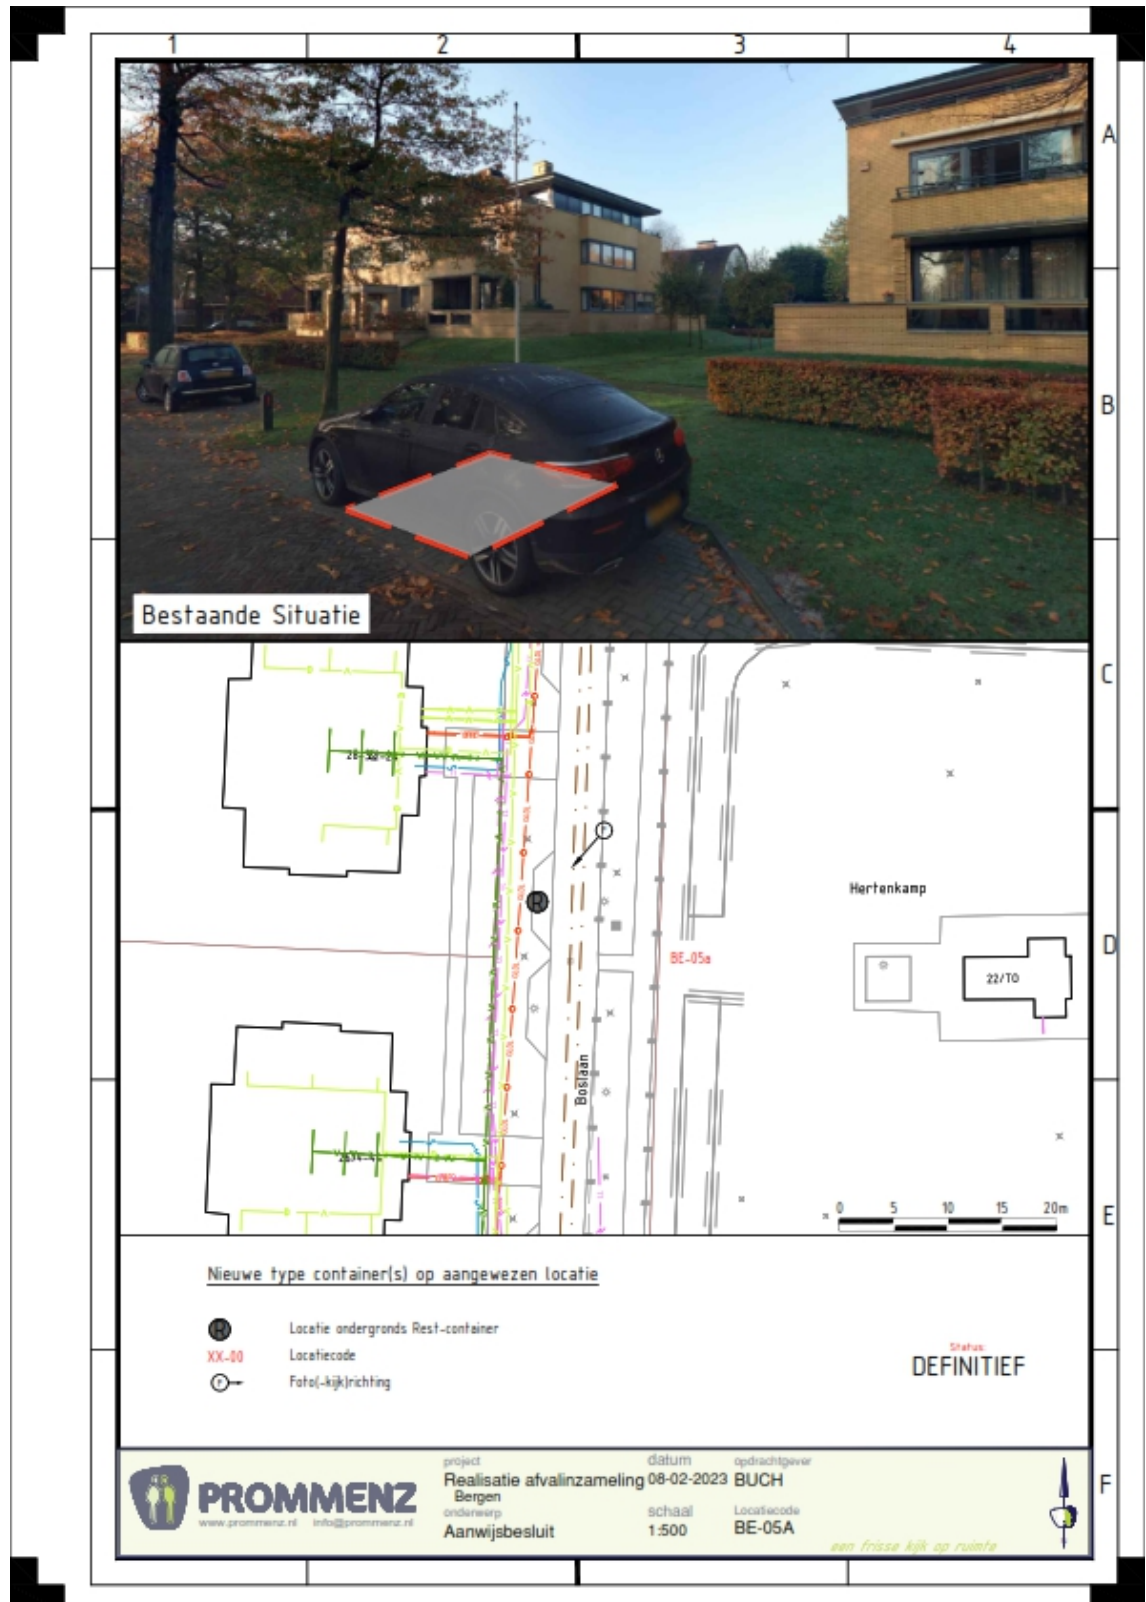 1 2 3 4
A
B
Bestaande Situatie
C
D
Hertenkamp
R
BE-05a
22/TO
Boslaan
E
0 5 10 15 20m
Nieuwe type container(s) op aangewezen locatie
R Locatie ondergronds Rest-container
XX-00 Locatiecode
Foto(-kijk)richting
Status:
DEFINITIEF
F
PROMMENZ
www.prommenz.nl info@prommenz.nl
project datum opdrachtgever
Realisatie afvalinzameling 08-02-2023 BUCH
Bergen
onderwerp schaal Locatiecode
Aanwijsbesluit 1:500 BE-05A
een frisse kijk op ruimte